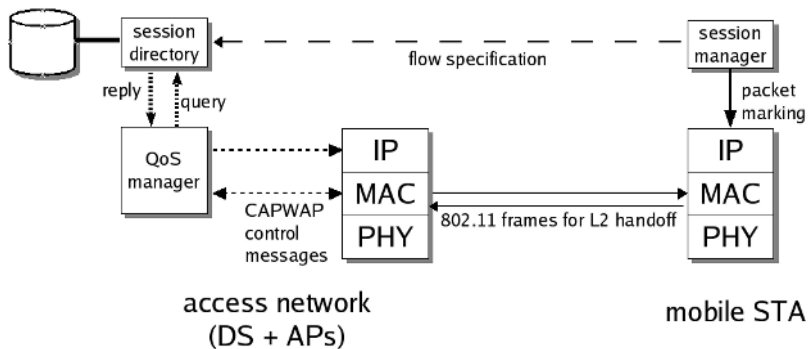 session
directory
session
manager
flow specification
reply
query
packet
marking
QoS
manager
IP
MAC
PHY
CAPWAP
control
messages
802.11 frames for L2 handoff
IP
MAC
PHY
access network
(DS + APs)
mobile STA